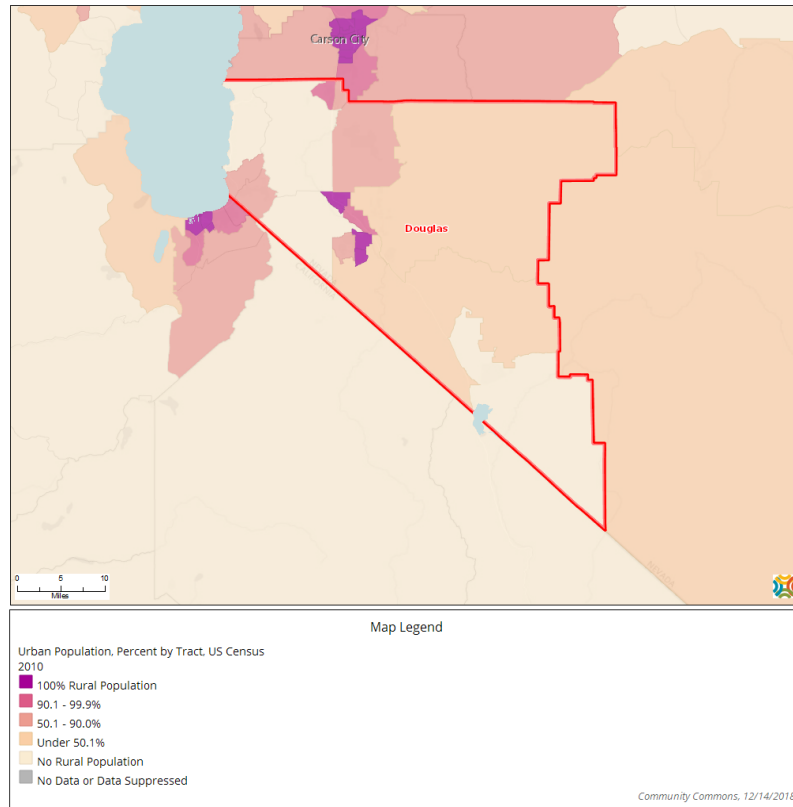 Carson City
Douglas
0 5 10
Miles
Map Legend
Urban Population, Percent by Tract, US Census
2010
100% Rural Population
90.1 - 99.9%
50.1 - 90.0%
Under 50.1%
No Rural Population
No Data or Data Suppressed
Community Commons, 12/14/2018